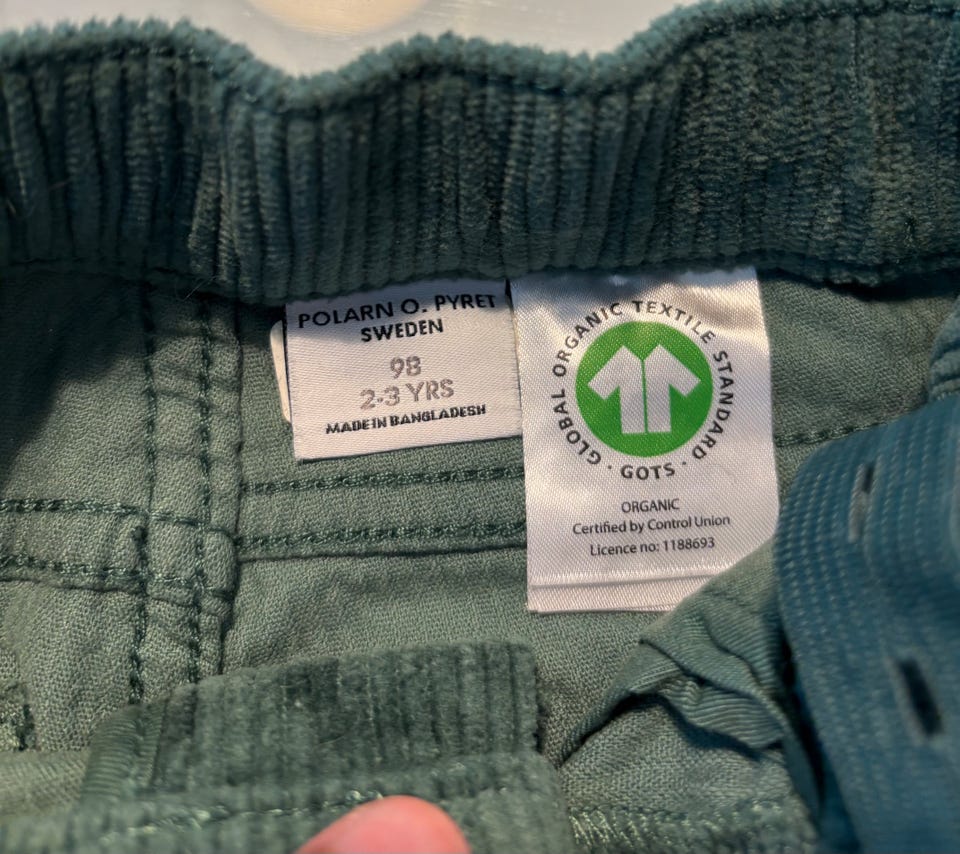 POLARN O. PYRET
SWEDEN
98
2-3 YRS
MADE IN BANGLADESH
GLOBAL ORGANIC TEXTILE STANDARD
· GOTS ·
ORGANIC
Certified by Control Union
Licence no: 1188693